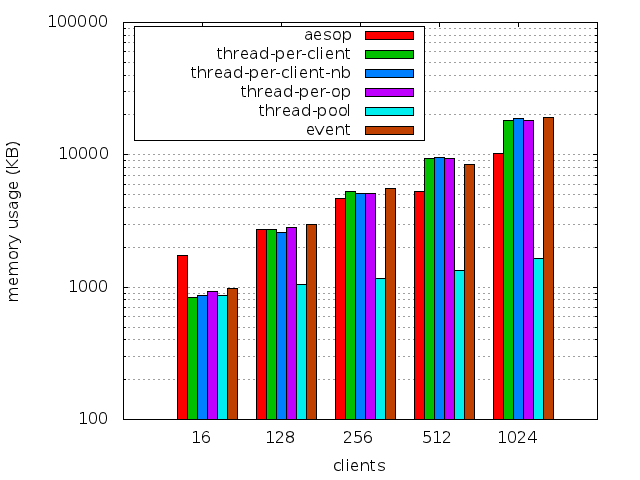 100000
10000
1000
100
memory usage (KB)
aesop
thread-per-client
thread-per-client-nb
thread-per-op
thread-pool
event
16 128 256 512 1024
clients